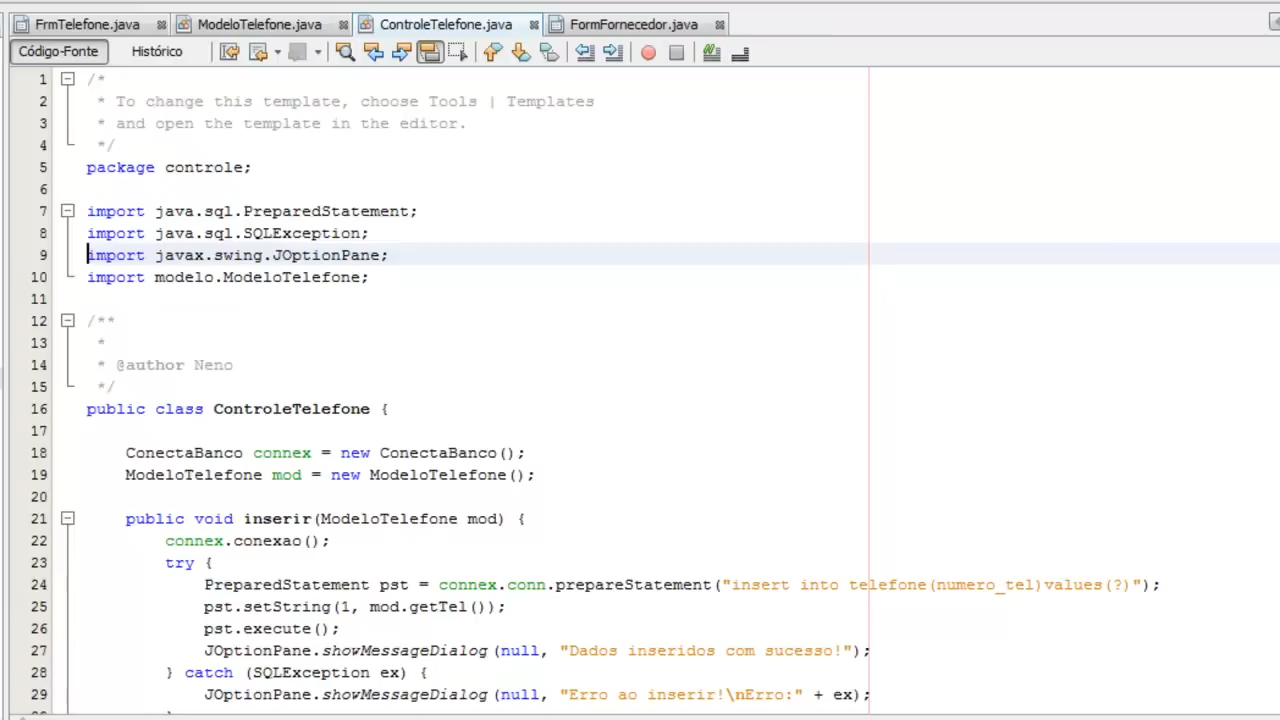 FrmTelefone.java ModeloTelefone.java ControleTelefone.java FormFornecedor.java
Código-Fonte Histórico
1 /*
2 * To change this template, choose Tools | Templates
3 * and open the template in the editor.
4 */
5 package controle;
6
7 import java.sql.PreparedStatement;
8 import java.sql.SQLException;
9 import javax.swing.JOptionPane;
10 import modelo.ModeloTelefone;
11
12 /**
13 *
14 * @author Neno
15 */
16 public class ControleTelefone {
17
18 ConectaBanco connex = new ConectaBanco();
19 ModeloTelefone mod = new ModeloTelefone();
20
21 public void inserir(ModeloTelefone mod) {
22 connex.conexao();
23 try {
24 PreparedStatement pst = connex.conn.prepareStatement("insert into telefone(numero_tel)values(?)");
25 pst.setString(1, mod.getTel());
26 pst.execute();
27 JOptionPane.showMessageDialog(null, "Dados inseridos com sucesso!");
28 } catch (SQLException ex) {
29 JOptionPane.showMessageDialog(null, "Erro ao inserir!\nErro:" + ex);